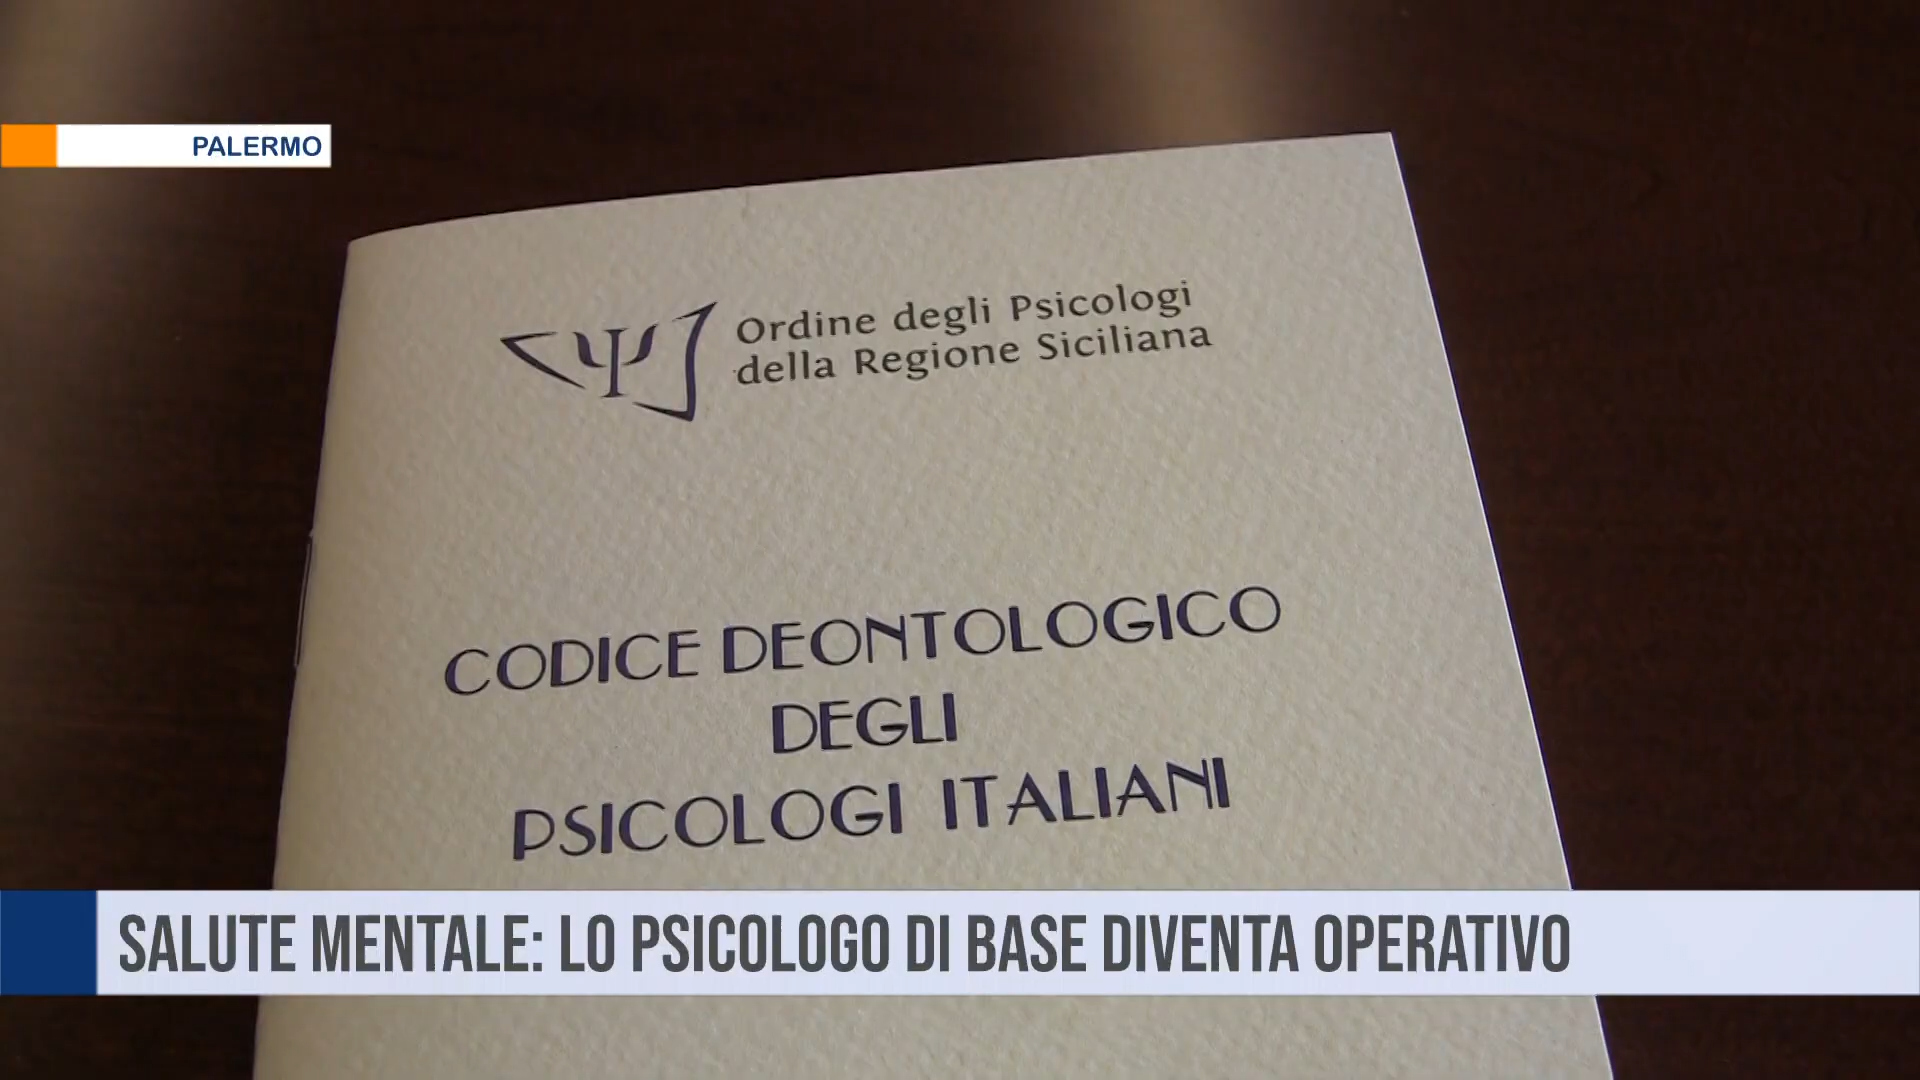 PALERMO
Ordine degli Psicologi
della Regione Siciliana
CODICE DEONTOLOGICO
DEGLI
PSICOLOGI ITALIANI
SALUTE MENTALE: LO PSICOLOGO DI BASE DIVENTA OPERATIVO